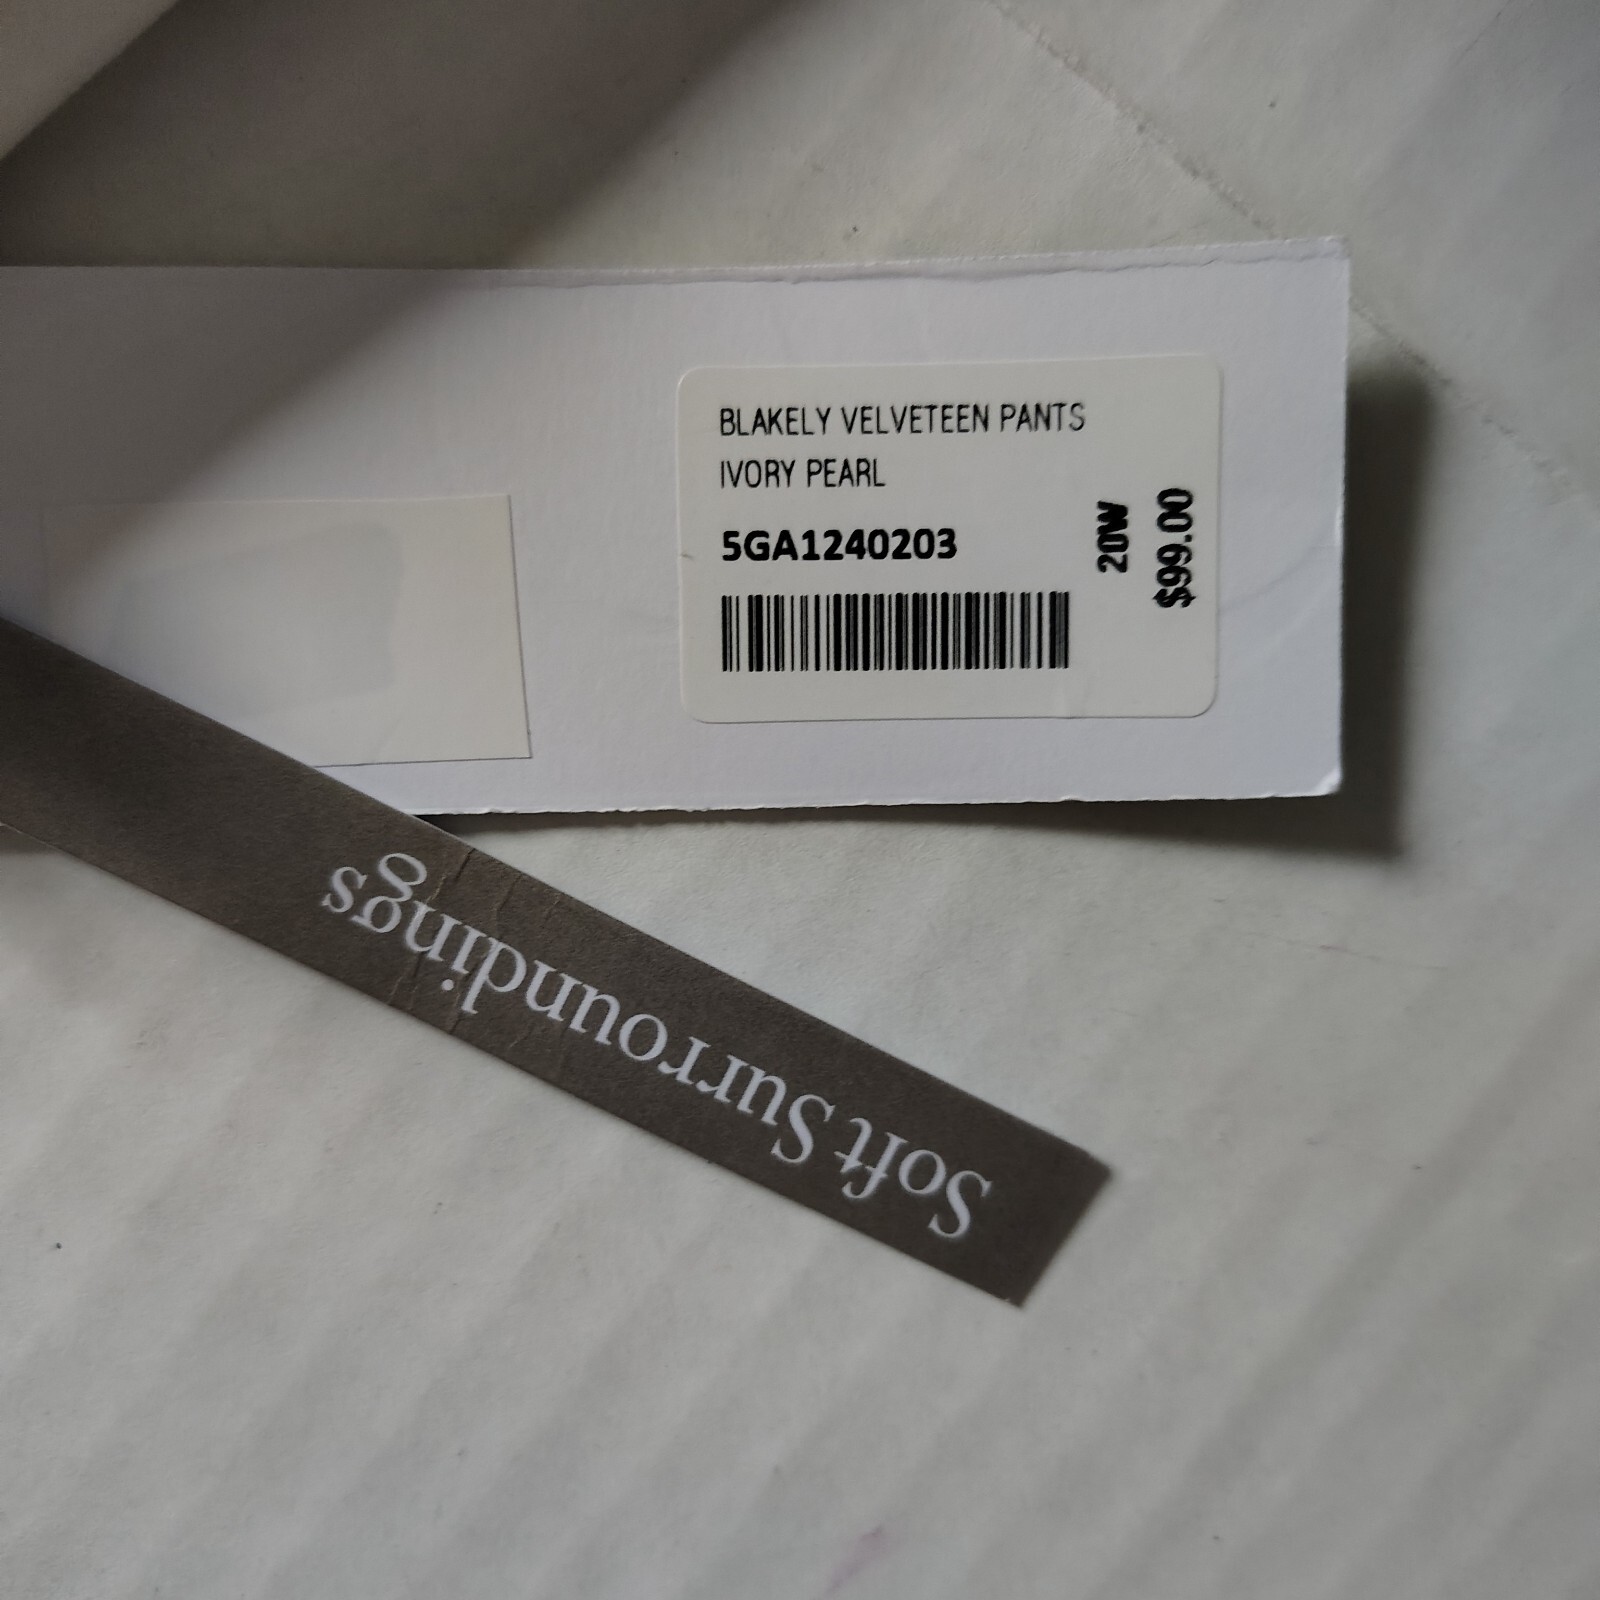 BLAKELY VELVETEEN PANTS
IVORY PEARL
5GA1240203
20W
$99.00
Soft Surroundings